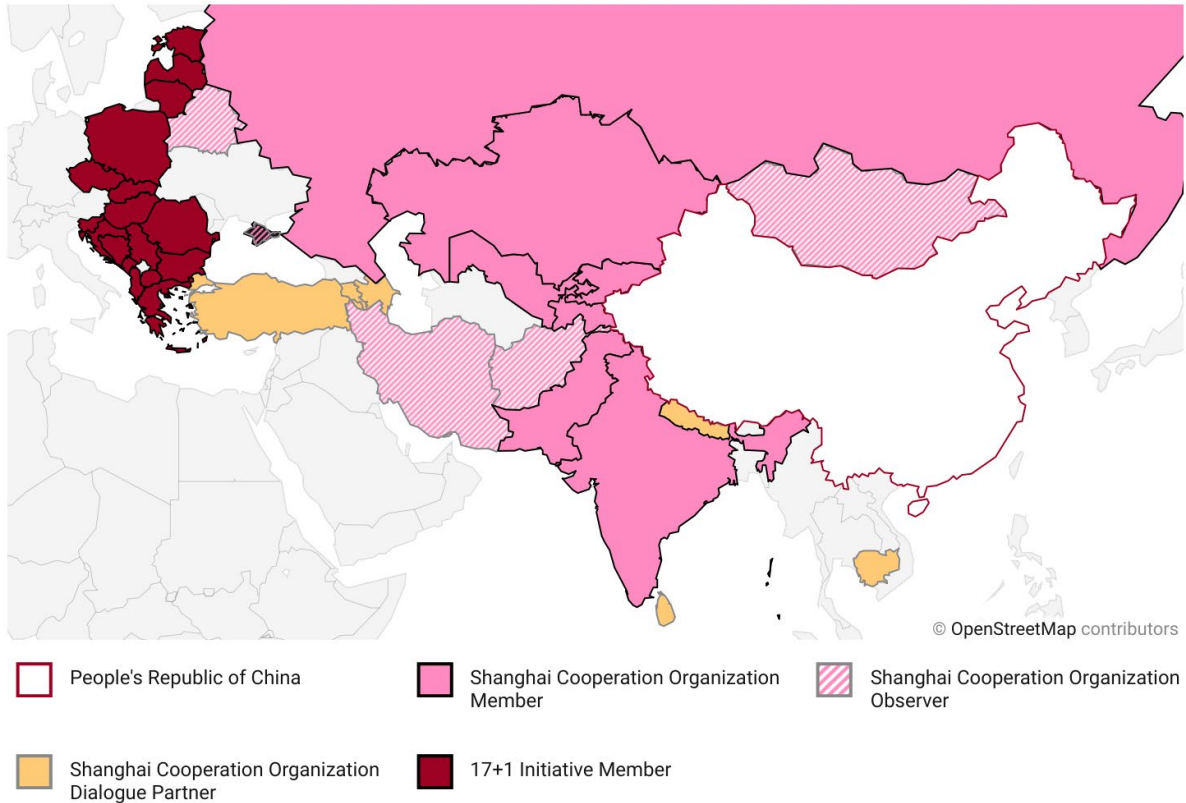 © OpenStreetMap contributors
People's Republic of China
Shanghai Cooperation Organization
Member
Shanghai Cooperation Organization
Observer
Shanghai Cooperation Organization
Dialogue Partner
17+1 Initiative Member